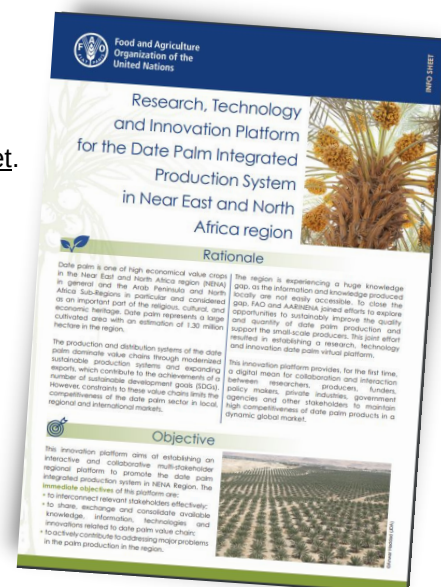 et.
Food and Agriculture
Organization of the
United Nations
INFO SHEET
Research, Technology
and Innovation Platform
for the Date Palm Integrated
Production System
in Near East and North
Africa region
Rationale
Date palm is one of high economical value crops
in the Near East and North Africa region (NENA)
in general and the Arab Peninsula and North
Africa Sub-Regions in particular and considered
as an important part of the religious, cultural, and
economic heritage. Date palm represents a large
cultivated area with an estimation of 1.30 million
hectare in the region.
The production and distribution systems of the date
palm dominate value chains through modernized
sustainable production systems and expanding
exports, which contribute to the achievements of a
number of sustainable development goals (SDGs).
However, constraints to these value chains limits the
competitiveness of the date palm sector in local,
regional and international markets.
The region is experiencing a huge knowledge
gap, as the information and knowledge produced
locally are not easily accessible. To close the
gap, FAO and AARINENA joined efforts to explore
opportunities to sustainably improve the quality
and quantity of date palm production and
support the small-scale producers. This joint effort
resulted in establishing a research, technology
and innovation date palm virtual platform.
This innovation platform provides, for the first time,
a digital mean for collaboration and interaction
between researchers, producers, funders,
policy makers, private industries, government
agencies and other stakeholders to maintain
high competitiveness of date palm products in a
dynamic global market.
Objective
This innovation platform aims at establishing an
interactive and collaborative multi-stakeholder
regional platform to promote the date palm
integrated production system in NENA Region. The
immediate objectives of this platform are:
• to interconnect relevant stakeholders effectively;
• to share, exchange and consolidate available
knowledge, information, technologies and
innovations related to date palm value chain;
• to actively contribute to addressing major problems
in the palm production in the region.